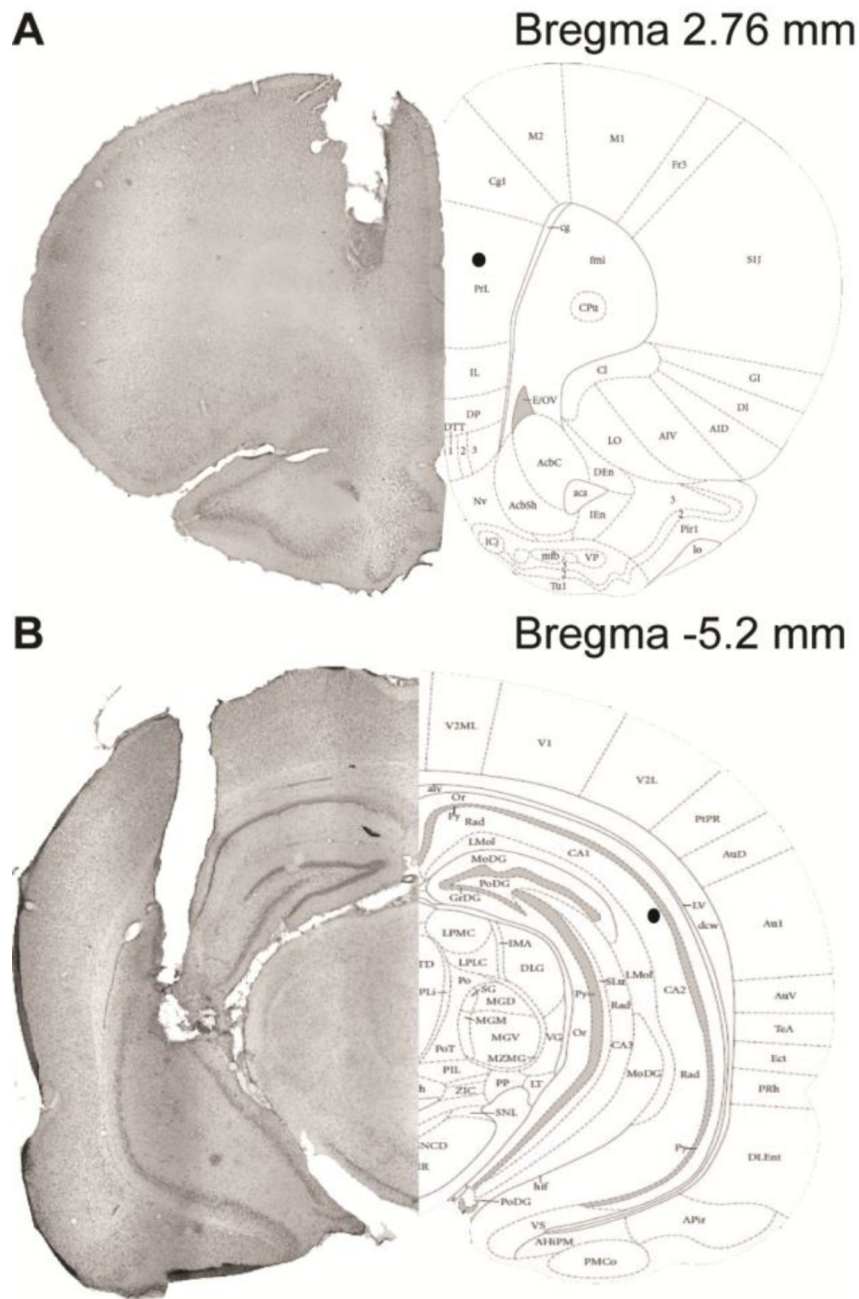 A Bregma 2.76 mm
M2 M1
Fr3
Cg1
cg
fmi S1J
PrL
CPu
IL Cl GI
E/OV DI
DP
DTT LO AIV AID
1 2 3
AcbC DEn
Nv AcbSh aca 3
IEn 2
Pir1
ICj mfb VP lo
3
2
Tu1
B Bregma -5.2 mm
V2ML V1
V2L
alv Or
Py Rad PtPR
LMol CA1
MoDG AuD
PoDG
GrDG LV
dcw Au1
LPMC IMA
TD LPLC DLG SLu LMol
PLi Po SG Py Rad CA2 AuV
MGD
MGM Or TeA
MGV VG CA3
PoT MZMG Ect
PIL MoDG Rad
h ZIC PP LT PRh
SNL
NCD Py DLEnt
R
hif
PoDG
VS APir
AHiPM
PMCo